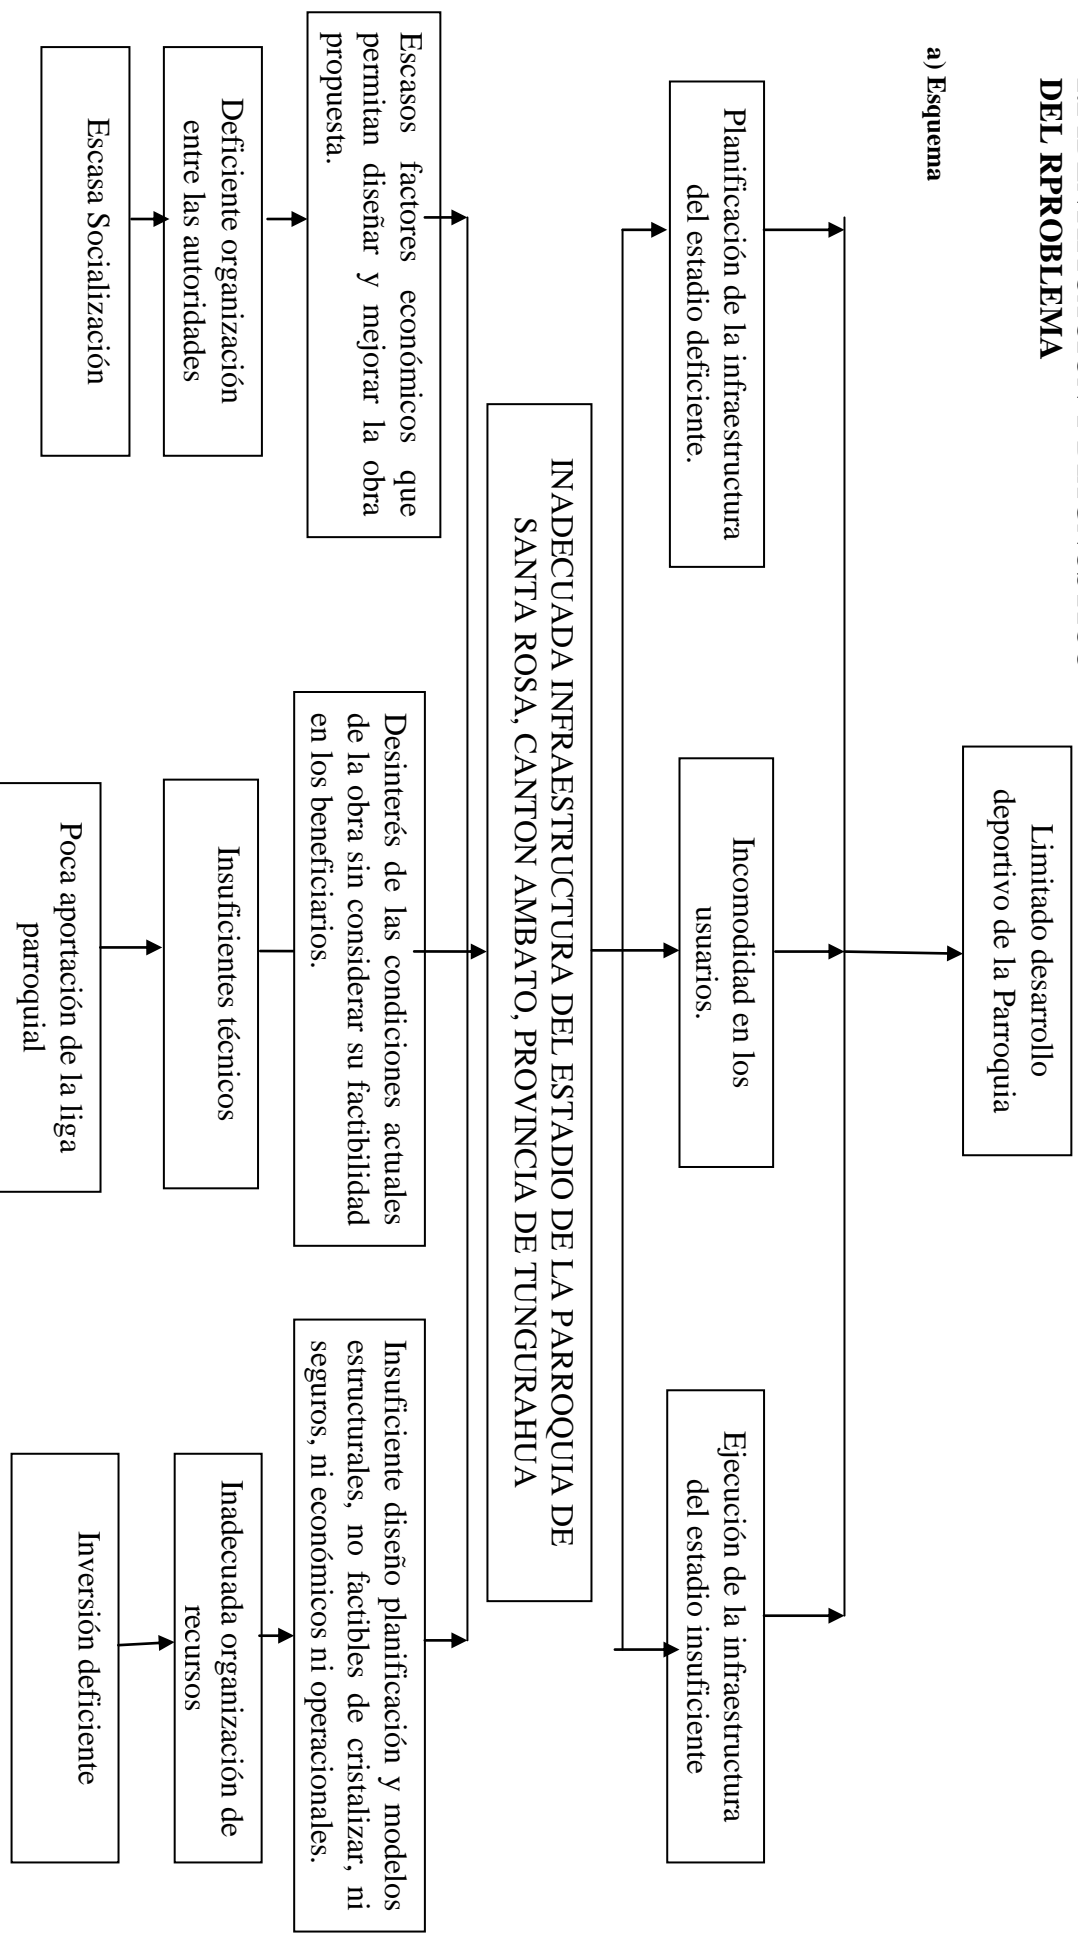 DEL RPROBLEMA
a) Esquema
Limitado desarrollo
deportivo de la Parroquia
Planificación de la infraestructura
del estadio deficiente.
Incomodidad en los
usuarios.
Ejecución de la infraestructura
del estadio insuficiente
INADECUADA INFRAESTRUCTURA DEL ESTADIO DE LA PARROQUIA DE
SANTA ROSA, CANTON AMBATO, PROVINCIA DE TUNGURAHUA
Escasos factores económicos que
permitan diseñar y mejorar la obra
propuesta.
Desinterés de las condiciones actuales
de la obra sin considerar su factibilidad
en los beneficiarios.
Insuficiente diseño planificación y modelos
estructurales, no factibles de cristalizar, ni
seguros, ni económicos ni operacionales.
Deficiente organización
entre las autoridades
Insuficientes técnicos
Inadecuada organización de
recursos
Escasa Socialización
Poca aportación de la liga
parroquial
Inversión deficiente